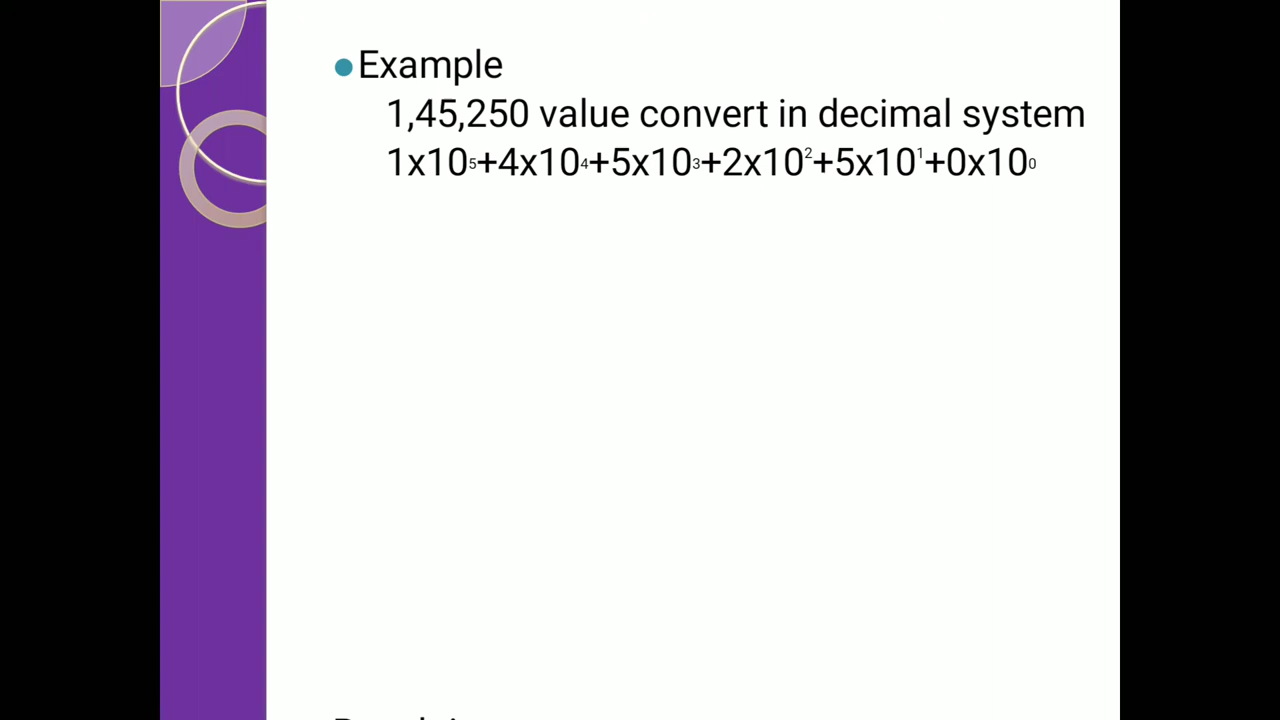 Example
1,45,250 value convert in decimal system
1x10⁵+4x10⁴+5x10³+2x10²+5x10¹+0x10⁰